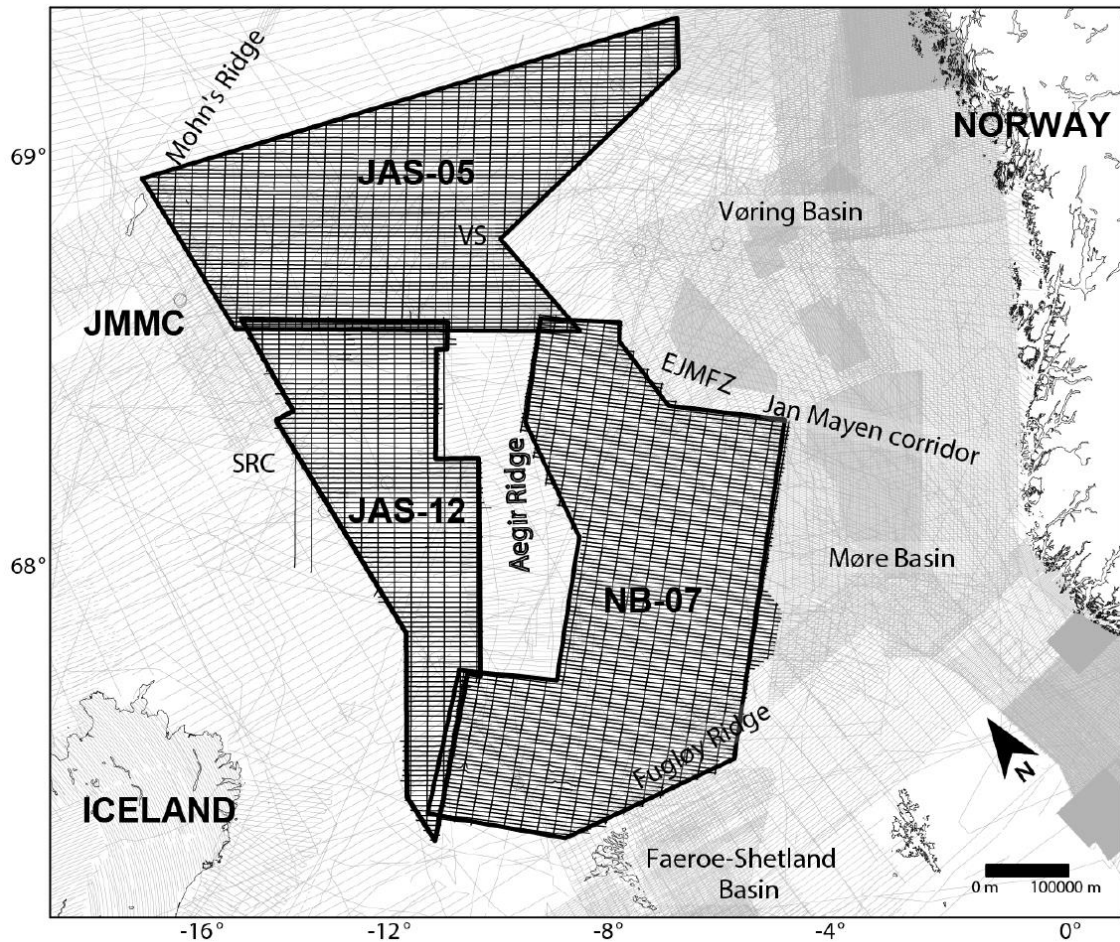 Mohn's Ridge
NORWAY
69°
JAS-05
Vøring Basin
VS
JMMC
EJMFZ
Jan Mayen corridor
SRC
Aegir Ridge
JAS-12
Møre Basin
68°
NB-07
Fugløy Ridge
N
ICELAND
Faeroe-Shetland
Basin
0 m 100000 m
-16° -12° -8° -4° 0°